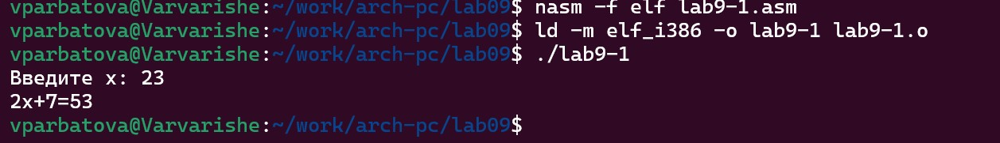 vparbatova@Varvarishe:~/work/arch-pc/lab09$ nasm -f elf lab9-1.asm
vparbatova@Varvarishe:~/work/arch-pc/lab09$ ld -m elf_i386 -o lab9-1 lab9-1.o
vparbatova@Varvarishe:~/work/arch-pc/lab09$ ./lab9-1
Введите x: 23
2x+7=53
vparbatova@Varvarishe:~/work/arch-pc/lab09$